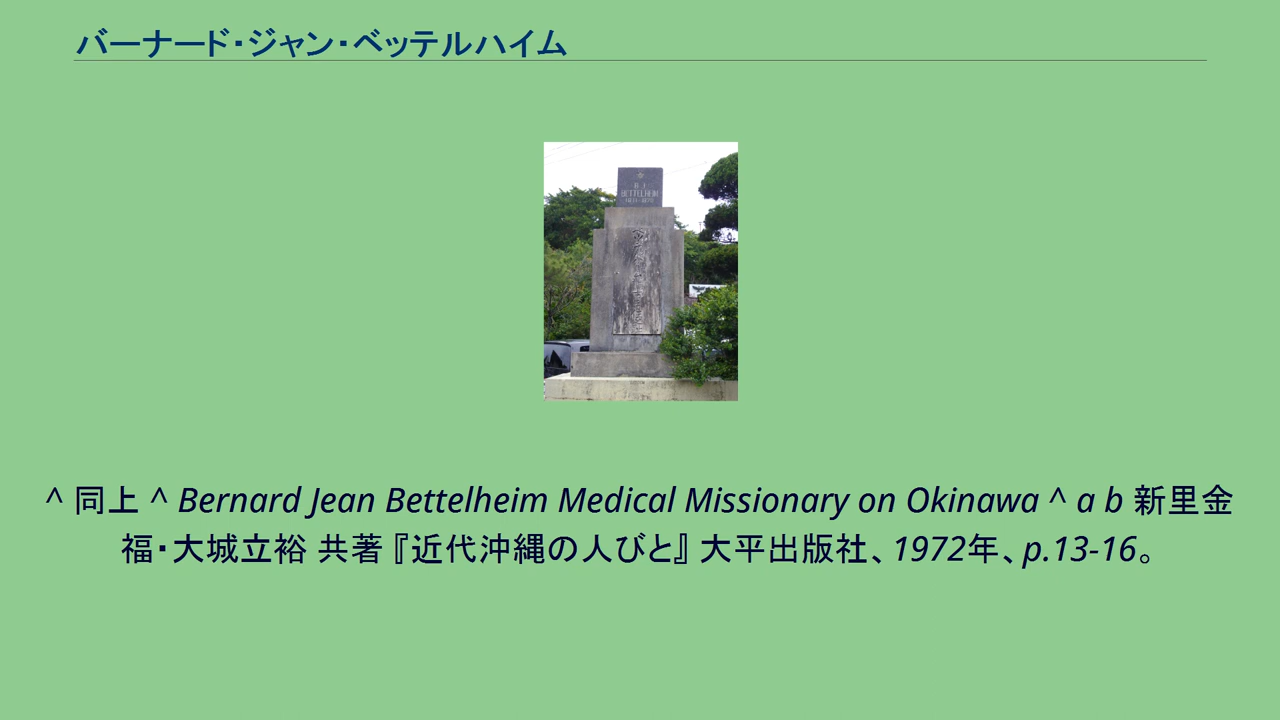 バーナード・ジャン・ベッテルハイム
BETTELHEIM
^ 同上 ^ Bernard Jean Bettelheim Medical Missionary on Okinawa ^ a b 新里金
福・大城立裕 共著『近代沖縄の人びと』大平出版社、1972年、p.13-16。